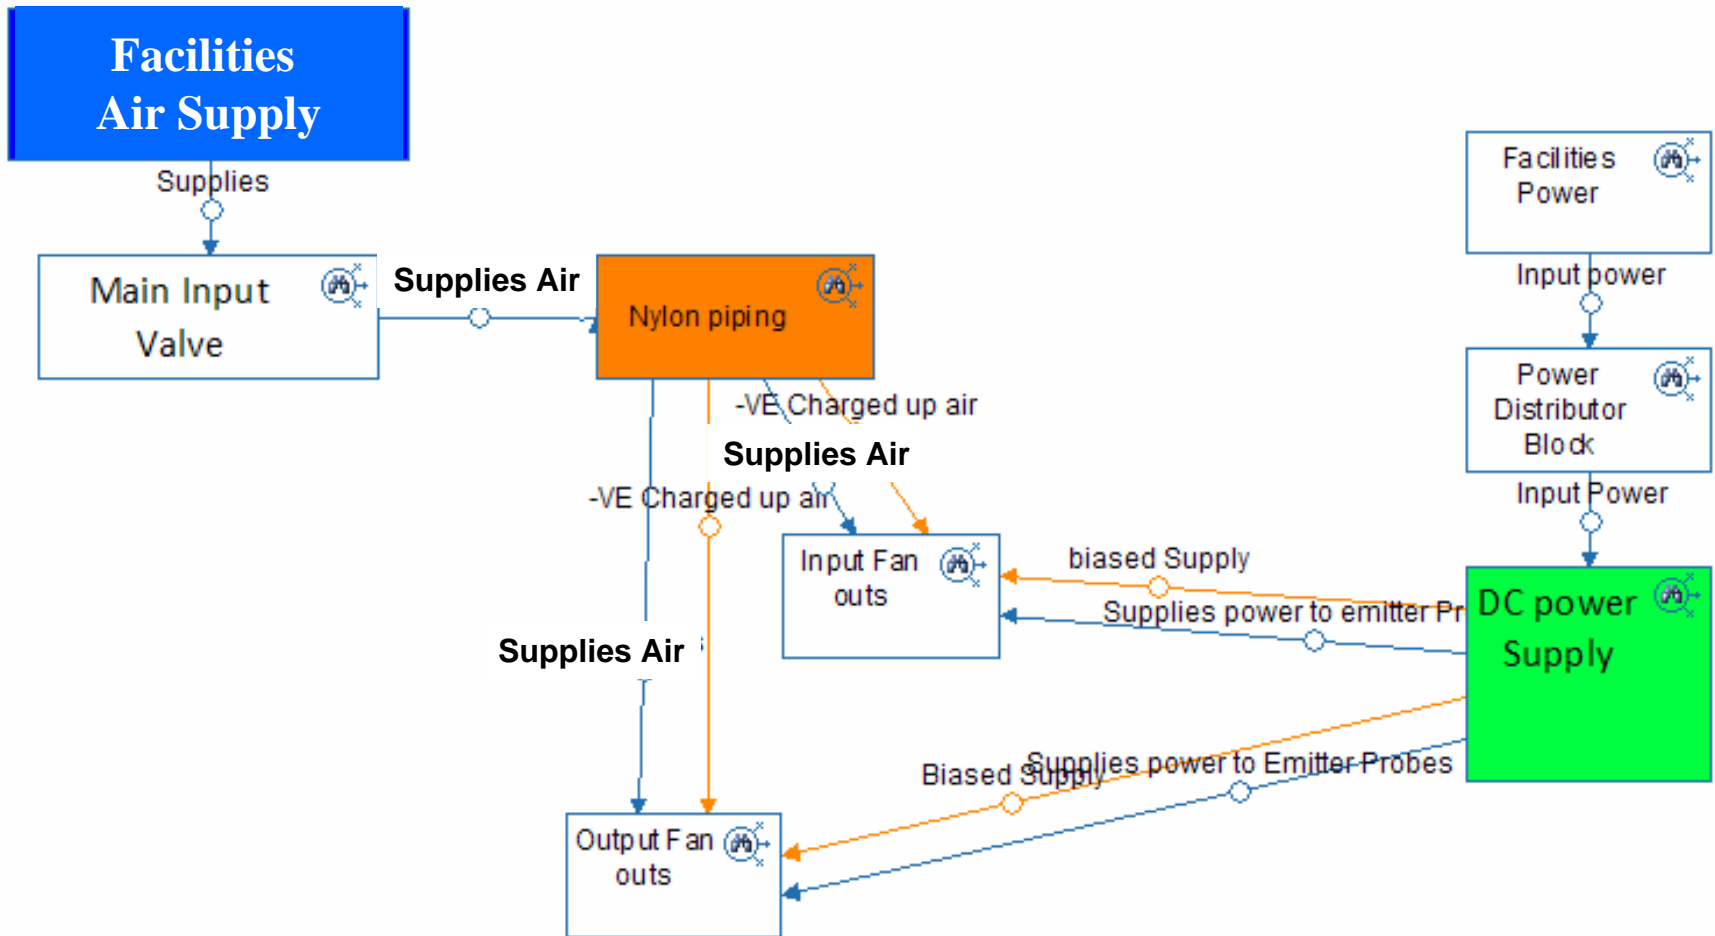 Facilities
Air Supply
Supplies
Main Input
Valve
Supplies Air
Nylon piping
Facilities
Power
Input power
Power
Distributor
Block
Input Power
-VE Charged up air
Supplies Air
-VE Charged up air
Input Fan
outs
biased Supply
Supplies power to emitter Pr
DC power
Supply
Supplies Air
Supplies power to Emitter Probes
Biased Supply
Output Fan
outs